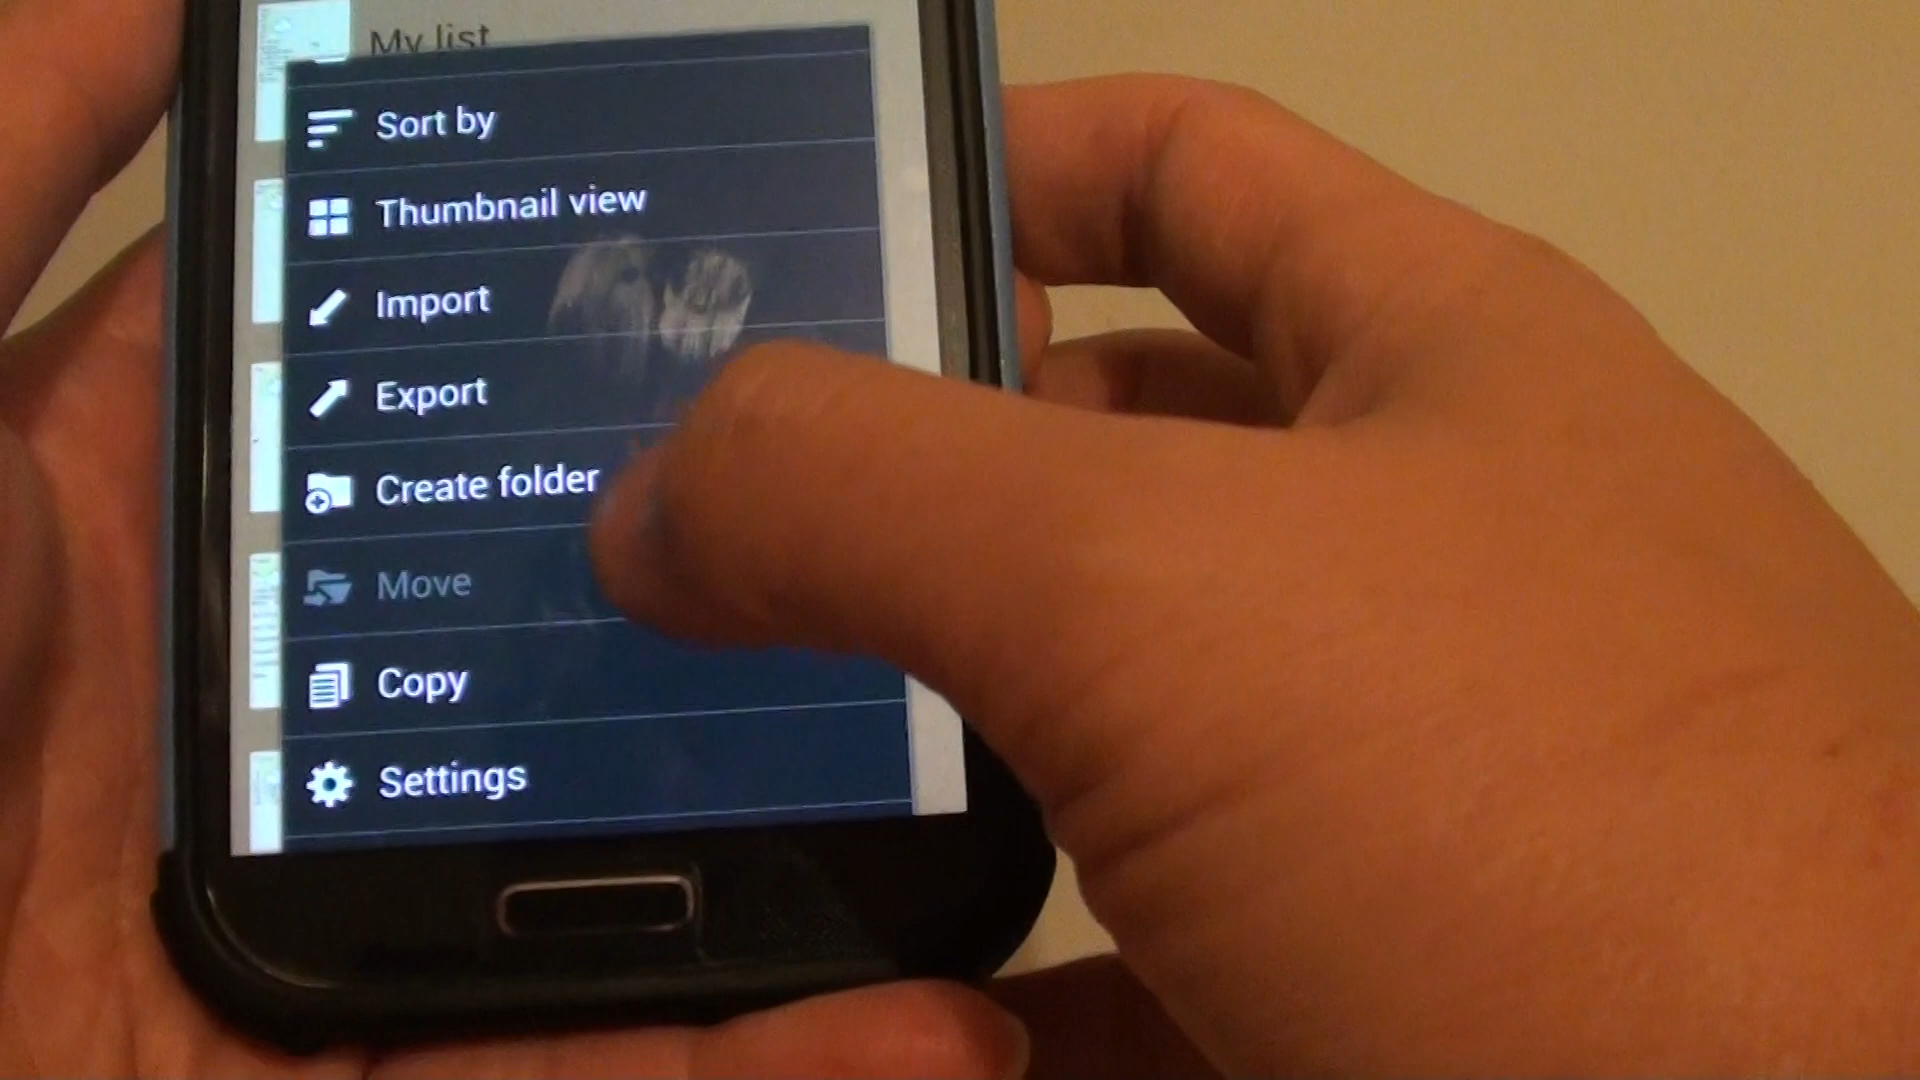 My list
Sort by
Thumbnail view
Import
Export
Create folder
Move
Copy
Settings